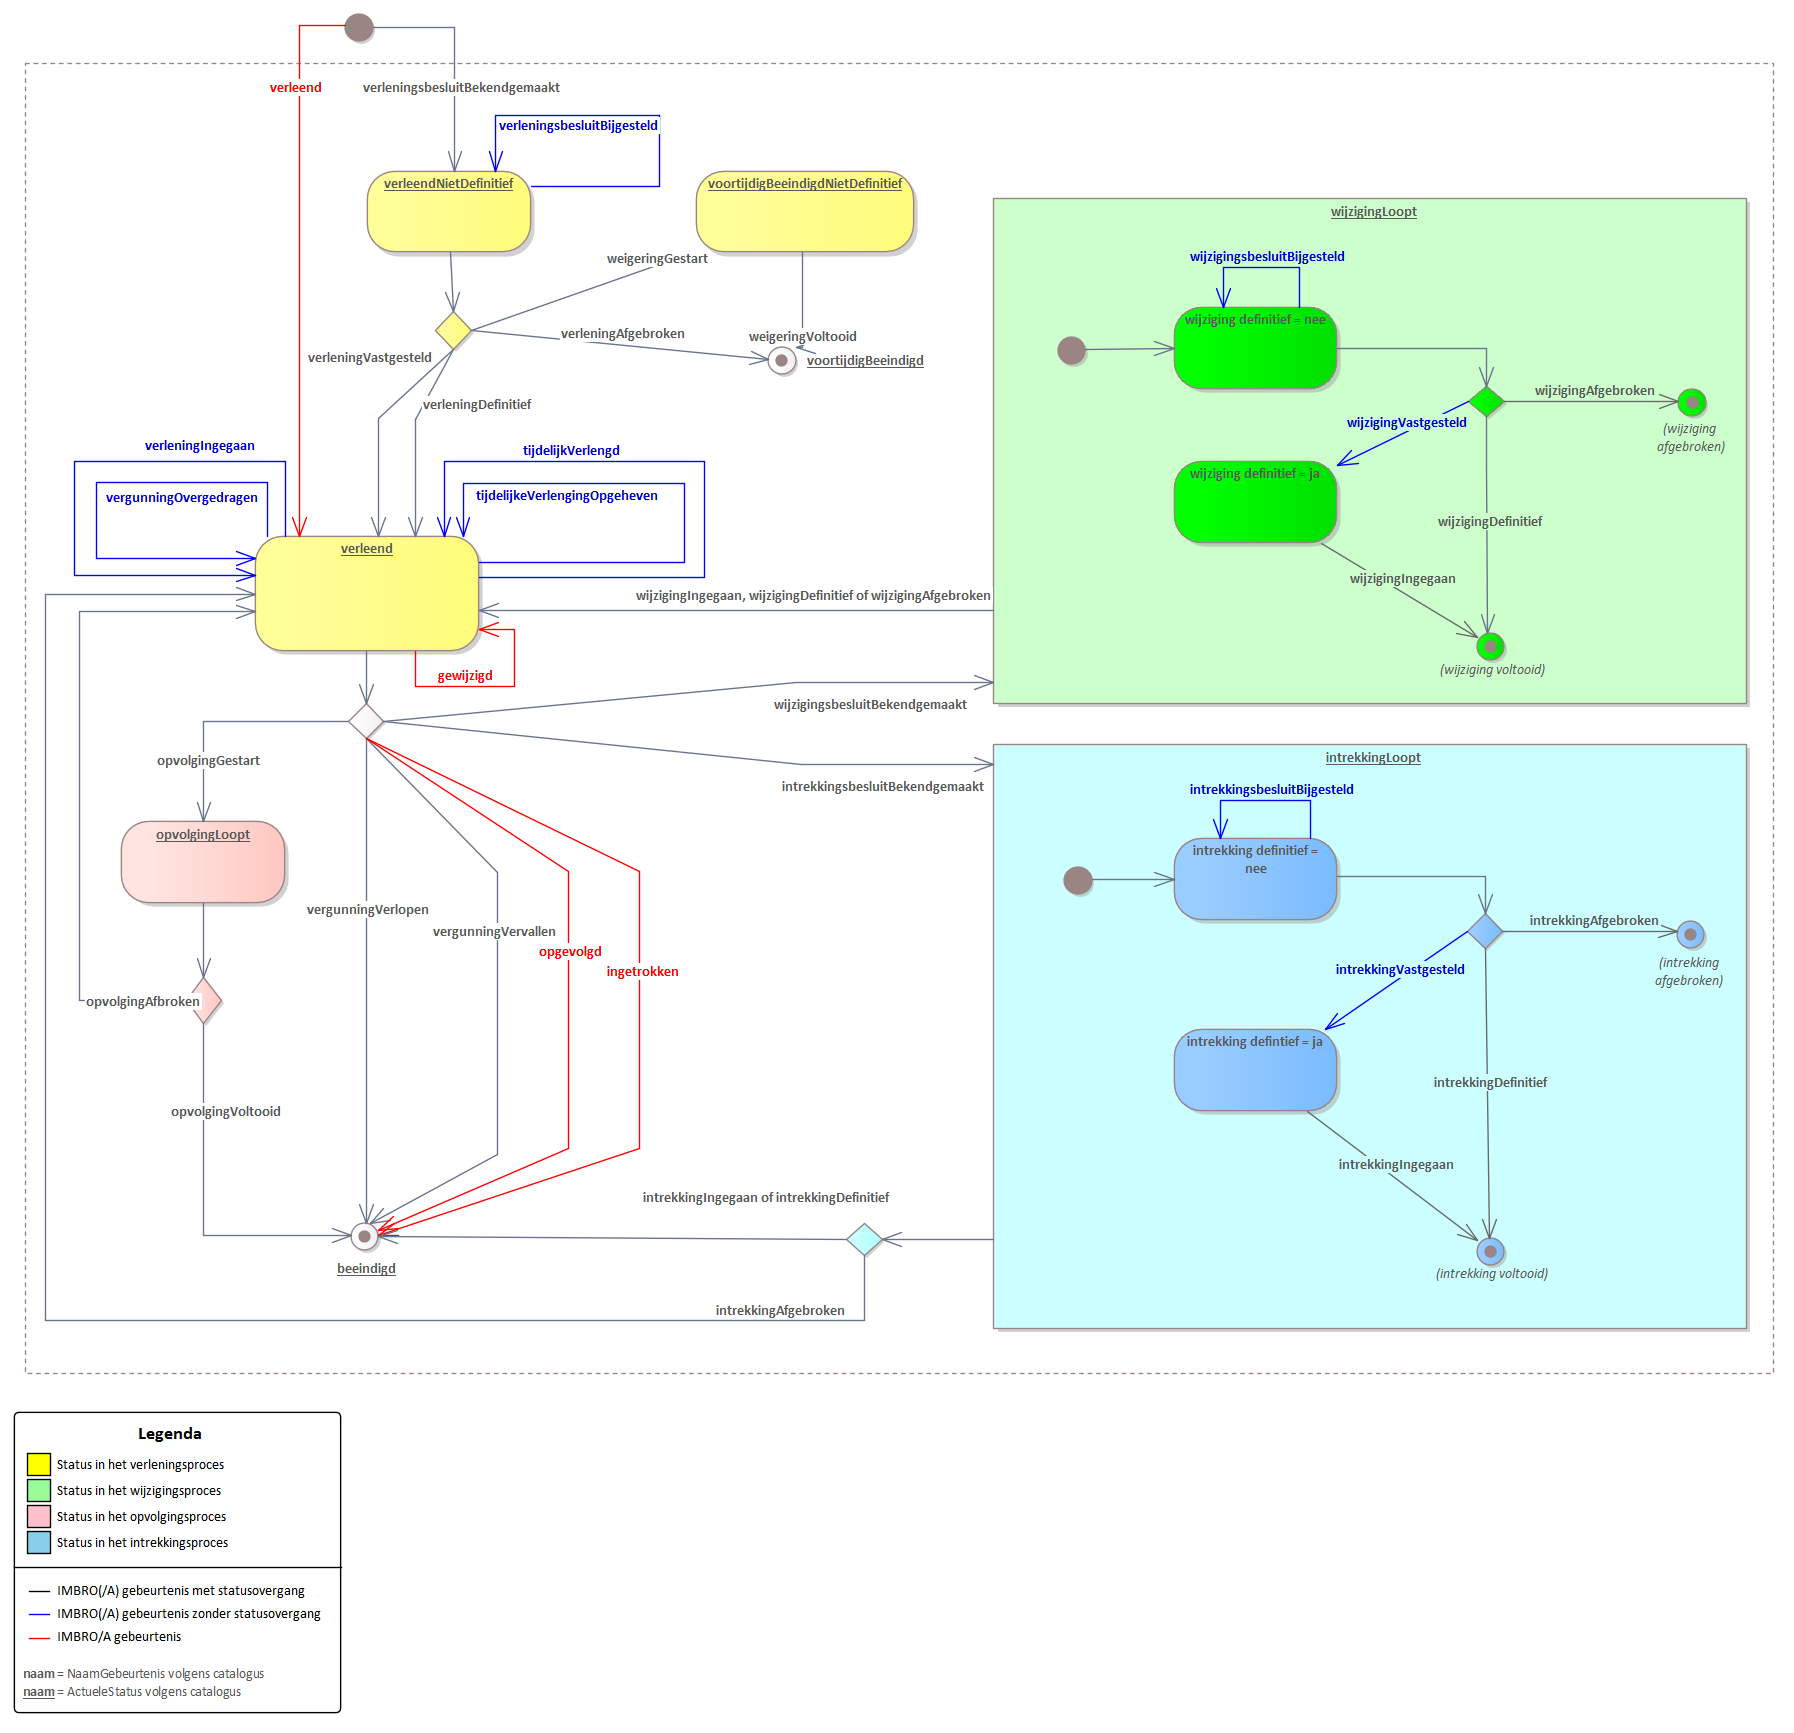 verleend
verleningsbesluitBekendgemaakt
verleningsbesluitBijgesteld
verleendNietDefinitief
voortijdigBeeindigdNietDefinitief
weigeringGestart
verleningAfgebroken
weigeringVoltooid
verleningVastgesteld
voortijdigBeeindigd
verleningDefinitief
verleningIngegaan
tijdelijkVerlengd
vergunningOvergedragen
tijdelijkeVerlengingOpgeheven
verleend
wijzigingIngegaan, wijzigingDefinitief of wijzigingAfgebroken
gewijzigd
wijzigingsbesluitBekendgemaakt
intrekkingsbesluitBekendgemaakt
opvolgingGestart
opvolgingLoopt
vergunningVerlopen
vergunningVervallen
opgevolgd
ingetrokken
opvolgingAfbroken
opvolgingVoltooid
intrekkingIngegaan of intrekkingDefinitief
beeindigd
intrekkingAfgebroken
wijzigingLoopt
wijzigingsbesluitBijgesteld
wijziging definitief = nee
wijzigingAfgebroken
wijzigingVastgesteld
(wijziging
afgebroken)
wijziging definitief = ja
wijzigingDefinitief
wijzigingIngegaan
(wijziging voltooid)
intrekkingLoopt
intrekkingsbesluitBijgesteld
intrekking definitief =
nee
intrekkingAfgebroken
intrekkingVastgesteld
(intrekking
afgebroken)
intrekking defintief = ja
intrekkingDefinitief
intrekkingIngegaan
(intrekking voltooid)
Legenda
Status in het verleningsproces
Status in het wijzigingsproces
Status in het opvolgingsproces
Status in het intrekkingsproces
IMBRO(/A) gebeurtenis met statusovergang
IMBRO(/A) gebeurtenis zonder statusovergang
IMBRO/A gebeurtenis
naam = NaamGebeurtenis volgens catalogus
naam = ActueleStatus volgens catalogus